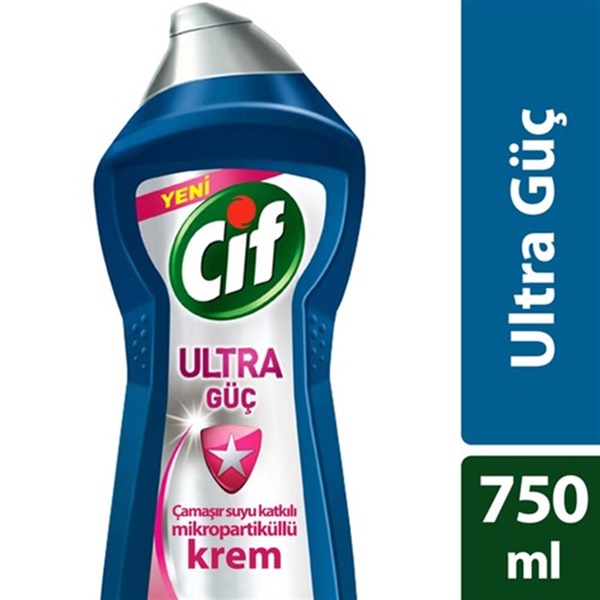 YENİ
Cif
ULTRA
GÜÇ
Çamaşır suyu katkılı
mikropartiküllü
krem
Ultra Güç
750
ml